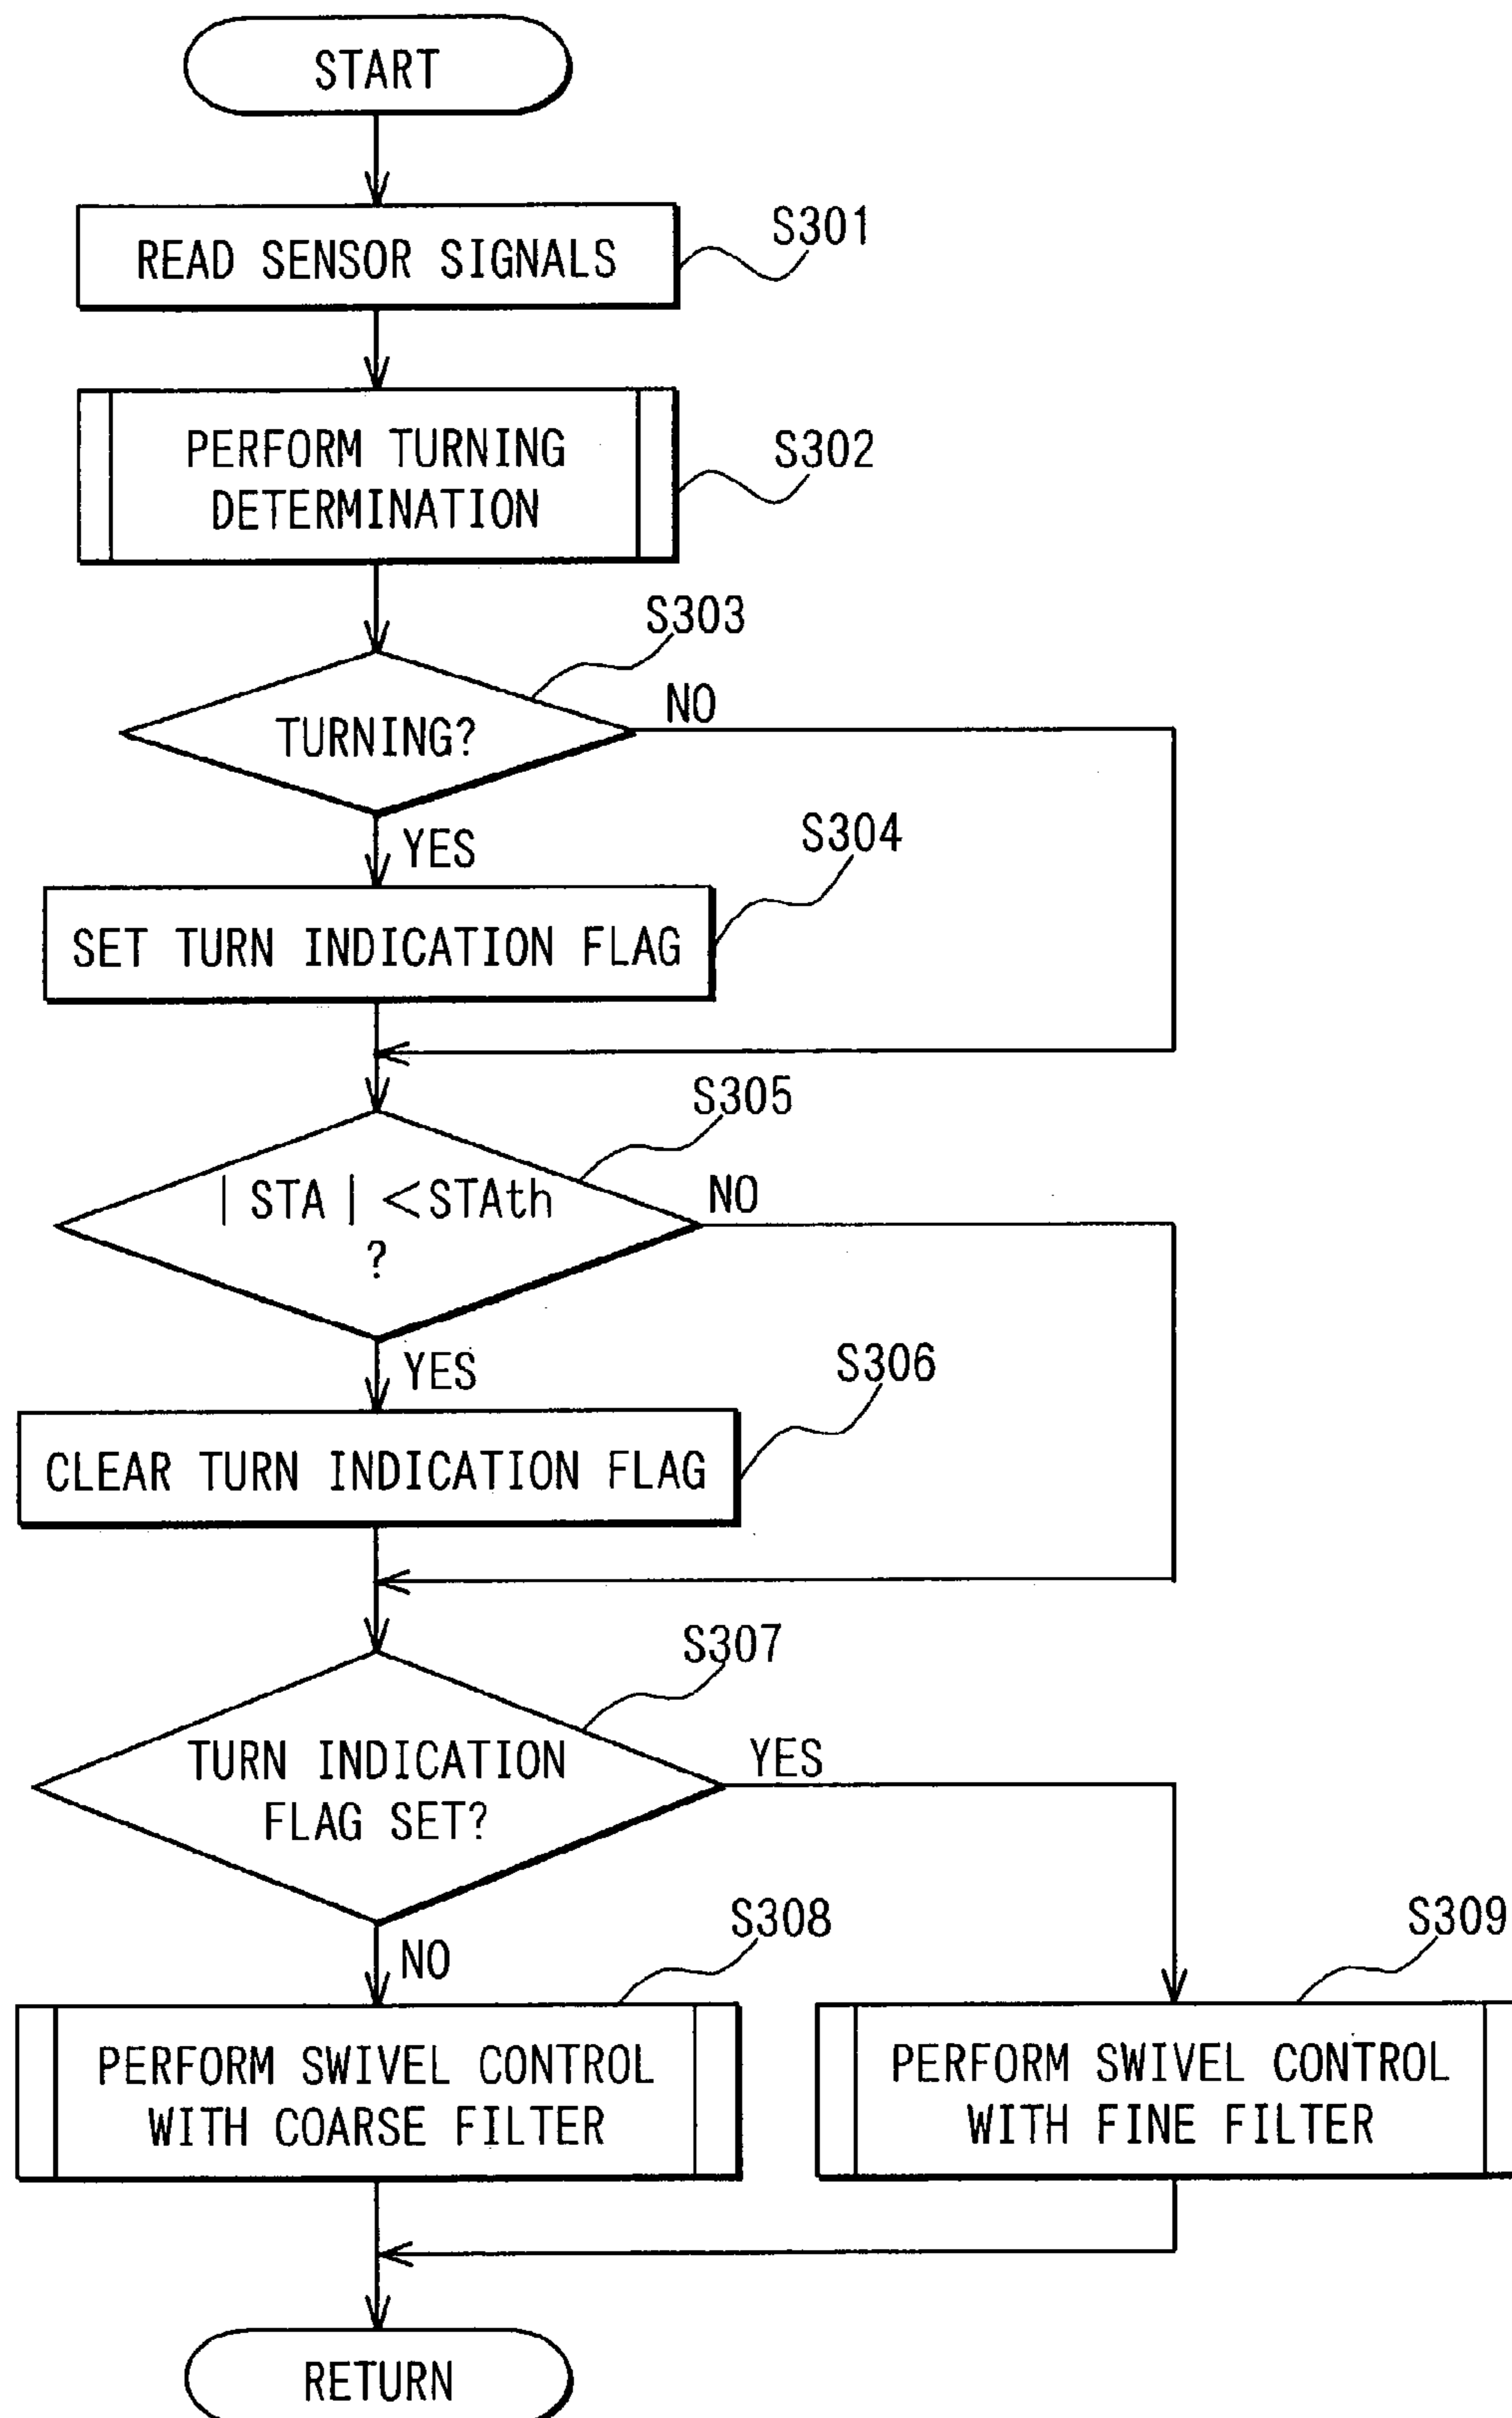 START
READ SENSOR SIGNALS
S301
PERFORM TURNING
DETERMINATION
S302
S303
TURNING?
NO
YES
S304
SET TURN INDICATION FLAG
S305
| STA | <STAth
?
NO
YES
S306
CLEAR TURN INDICATION FLAG
S307
TURN INDICATION
FLAG SET?
YES
NO
S308
PERFORM SWIVEL CONTROL
WITH COARSE FILTER
S309
PERFORM SWIVEL CONTROL
WITH FINE FILTER
RETURN